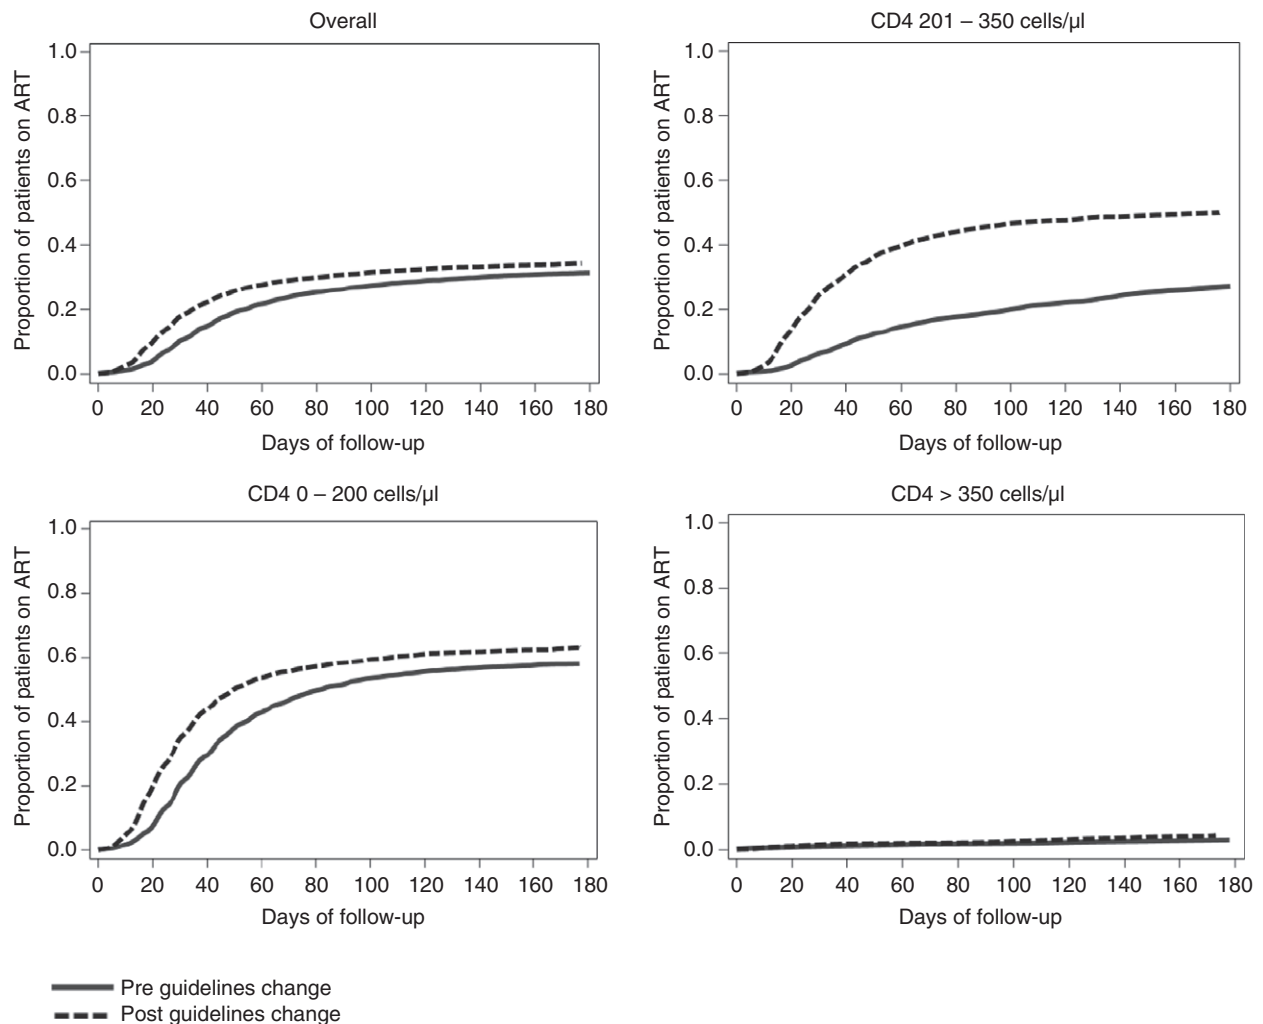 Overall
Proportion of patients on ART
1.0
0.8
0.6
0.4
0.2
0.0
0 20 40 60 80 100 120 140 160 180
Days of follow-up
CD4 201 – 350 cells/µl
Proportion of patients on ART
1.0
0.8
0.6
0.4
0.2
0.0
0 20 40 60 80 100 120 140 160 180
Days of follow-up
CD4 0 – 200 cells/µl
Proportion of patients on ART
1.0
0.8
0.6
0.4
0.2
0.0
0 20 40 60 80 100 120 140 160 180
Days of follow-up
CD4 > 350 cells/µl
Proportion of patients on ART
1.0
0.8
0.6
0.4
0.2
0.0
0 20 40 60 80 100 120 140 160 180
Days of follow-up
Pre guidelines change
Post guidelines change